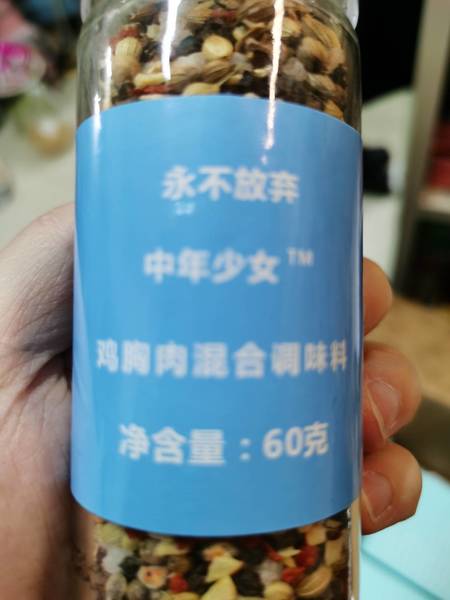 永不放弃
中年少女™
鸡胸肉混合调味料
净含量：60克